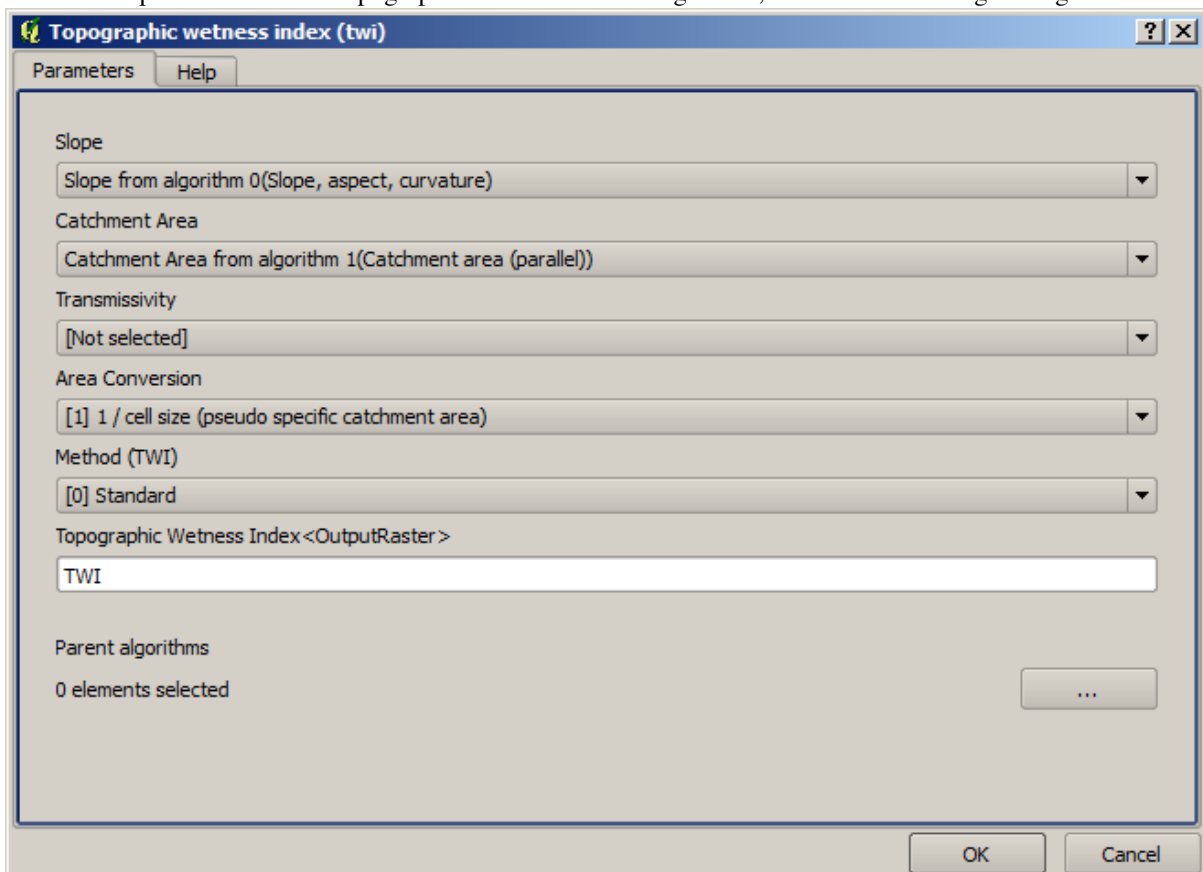 Topographic wetness index (twi)
Parameters Help
Slope
Slope from algorithm 0(Slope, aspect, curvature)
Catchment Area
Catchment Area from algorithm 1(Catchment area (parallel))
Transmissivity
[Not selected]
Area Conversion
[1] 1 / cell size (pseudo specific catchment area)
Method (TWI)
[0] Standard
Topographic Wetness Index<OutputRaster>
TWI
Parent algorithms
0 elements selected ...
OK Cancel